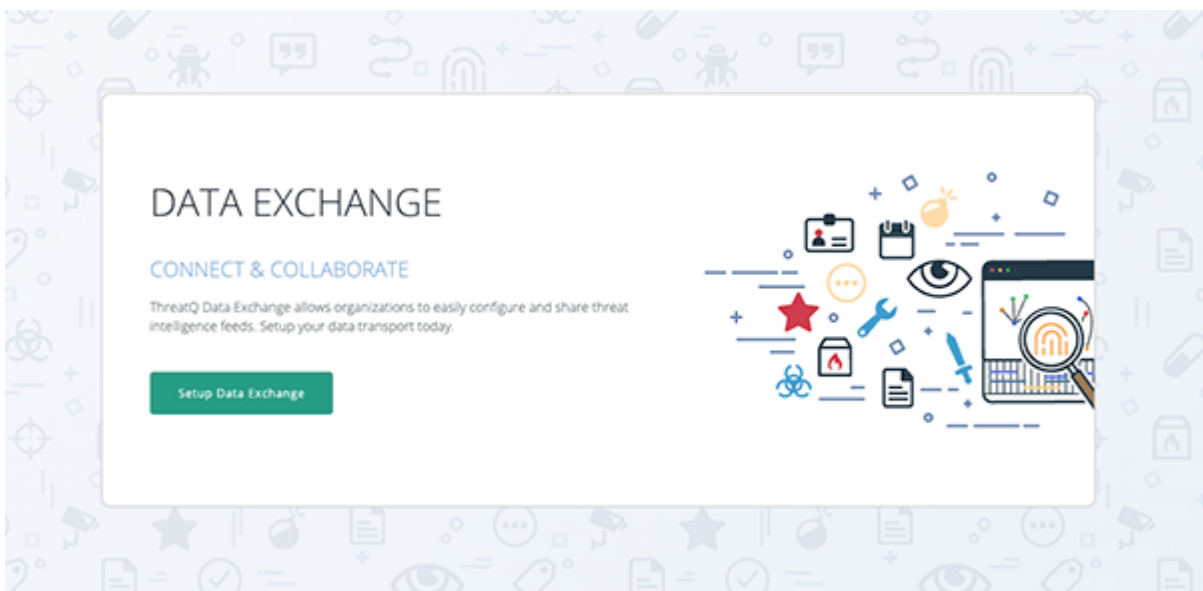 DATA EXCHANGE
CONNECT & COLLABORATE
ThreatQ Data Exchange allows organizations to easily configure and share threat
intelligence feeds. Setup your data transport today.
Setup Data Exchange